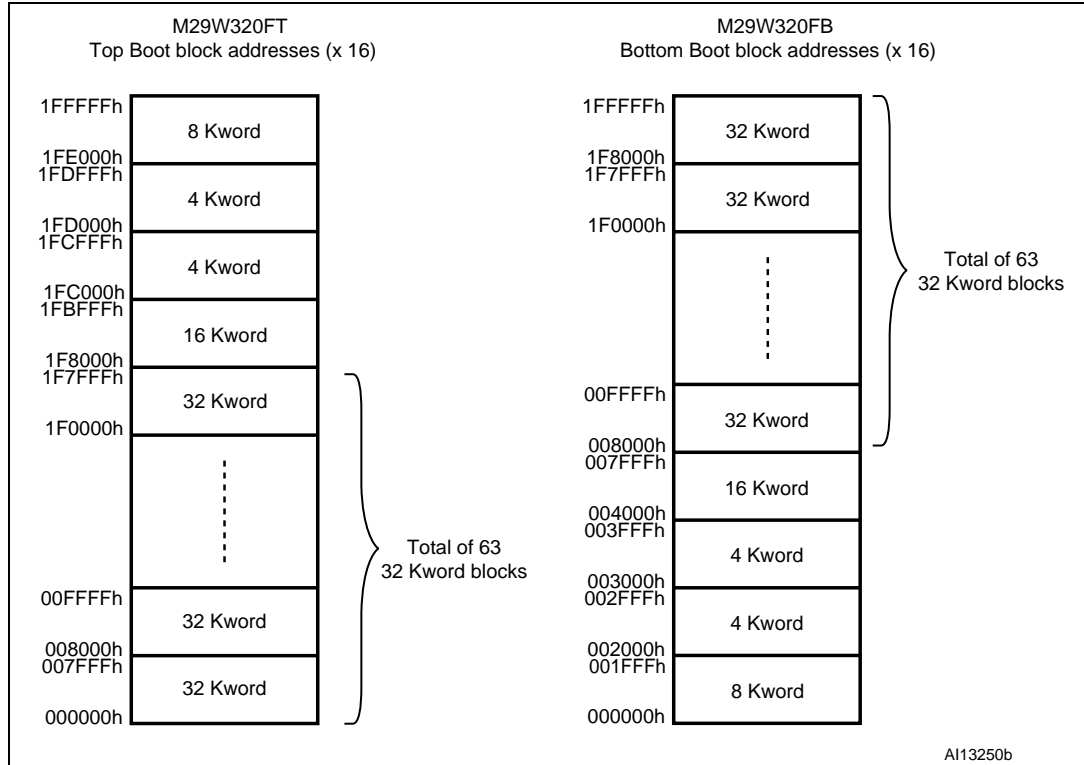 M29W320FT
Top Boot block addresses (x 16)
1FFFFFh
8 Kword
1FE000h
1FDFFFh
4 Kword
1FD000h
1FCFFFh
4 Kword
1FC000h
1FBFFFh
16 Kword
1F8000h
1F7FFFh
32 Kword
1F0000h
Total of 63
32 Kword blocks
00FFFFh
32 Kword
008000h
007FFFh
32 Kword
000000h
M29W320FB
Bottom Boot block addresses (x 16)
1FFFFFh
32 Kword
1F8000h
1F7FFFh
32 Kword
1F0000h
Total of 63
32 Kword blocks
00FFFFh
32 Kword
008000h
007FFFh
16 Kword
004000h
003FFFh
4 Kword
003000h
002FFFh
4 Kword
002000h
001FFFh
8 Kword
000000h
AI13250b